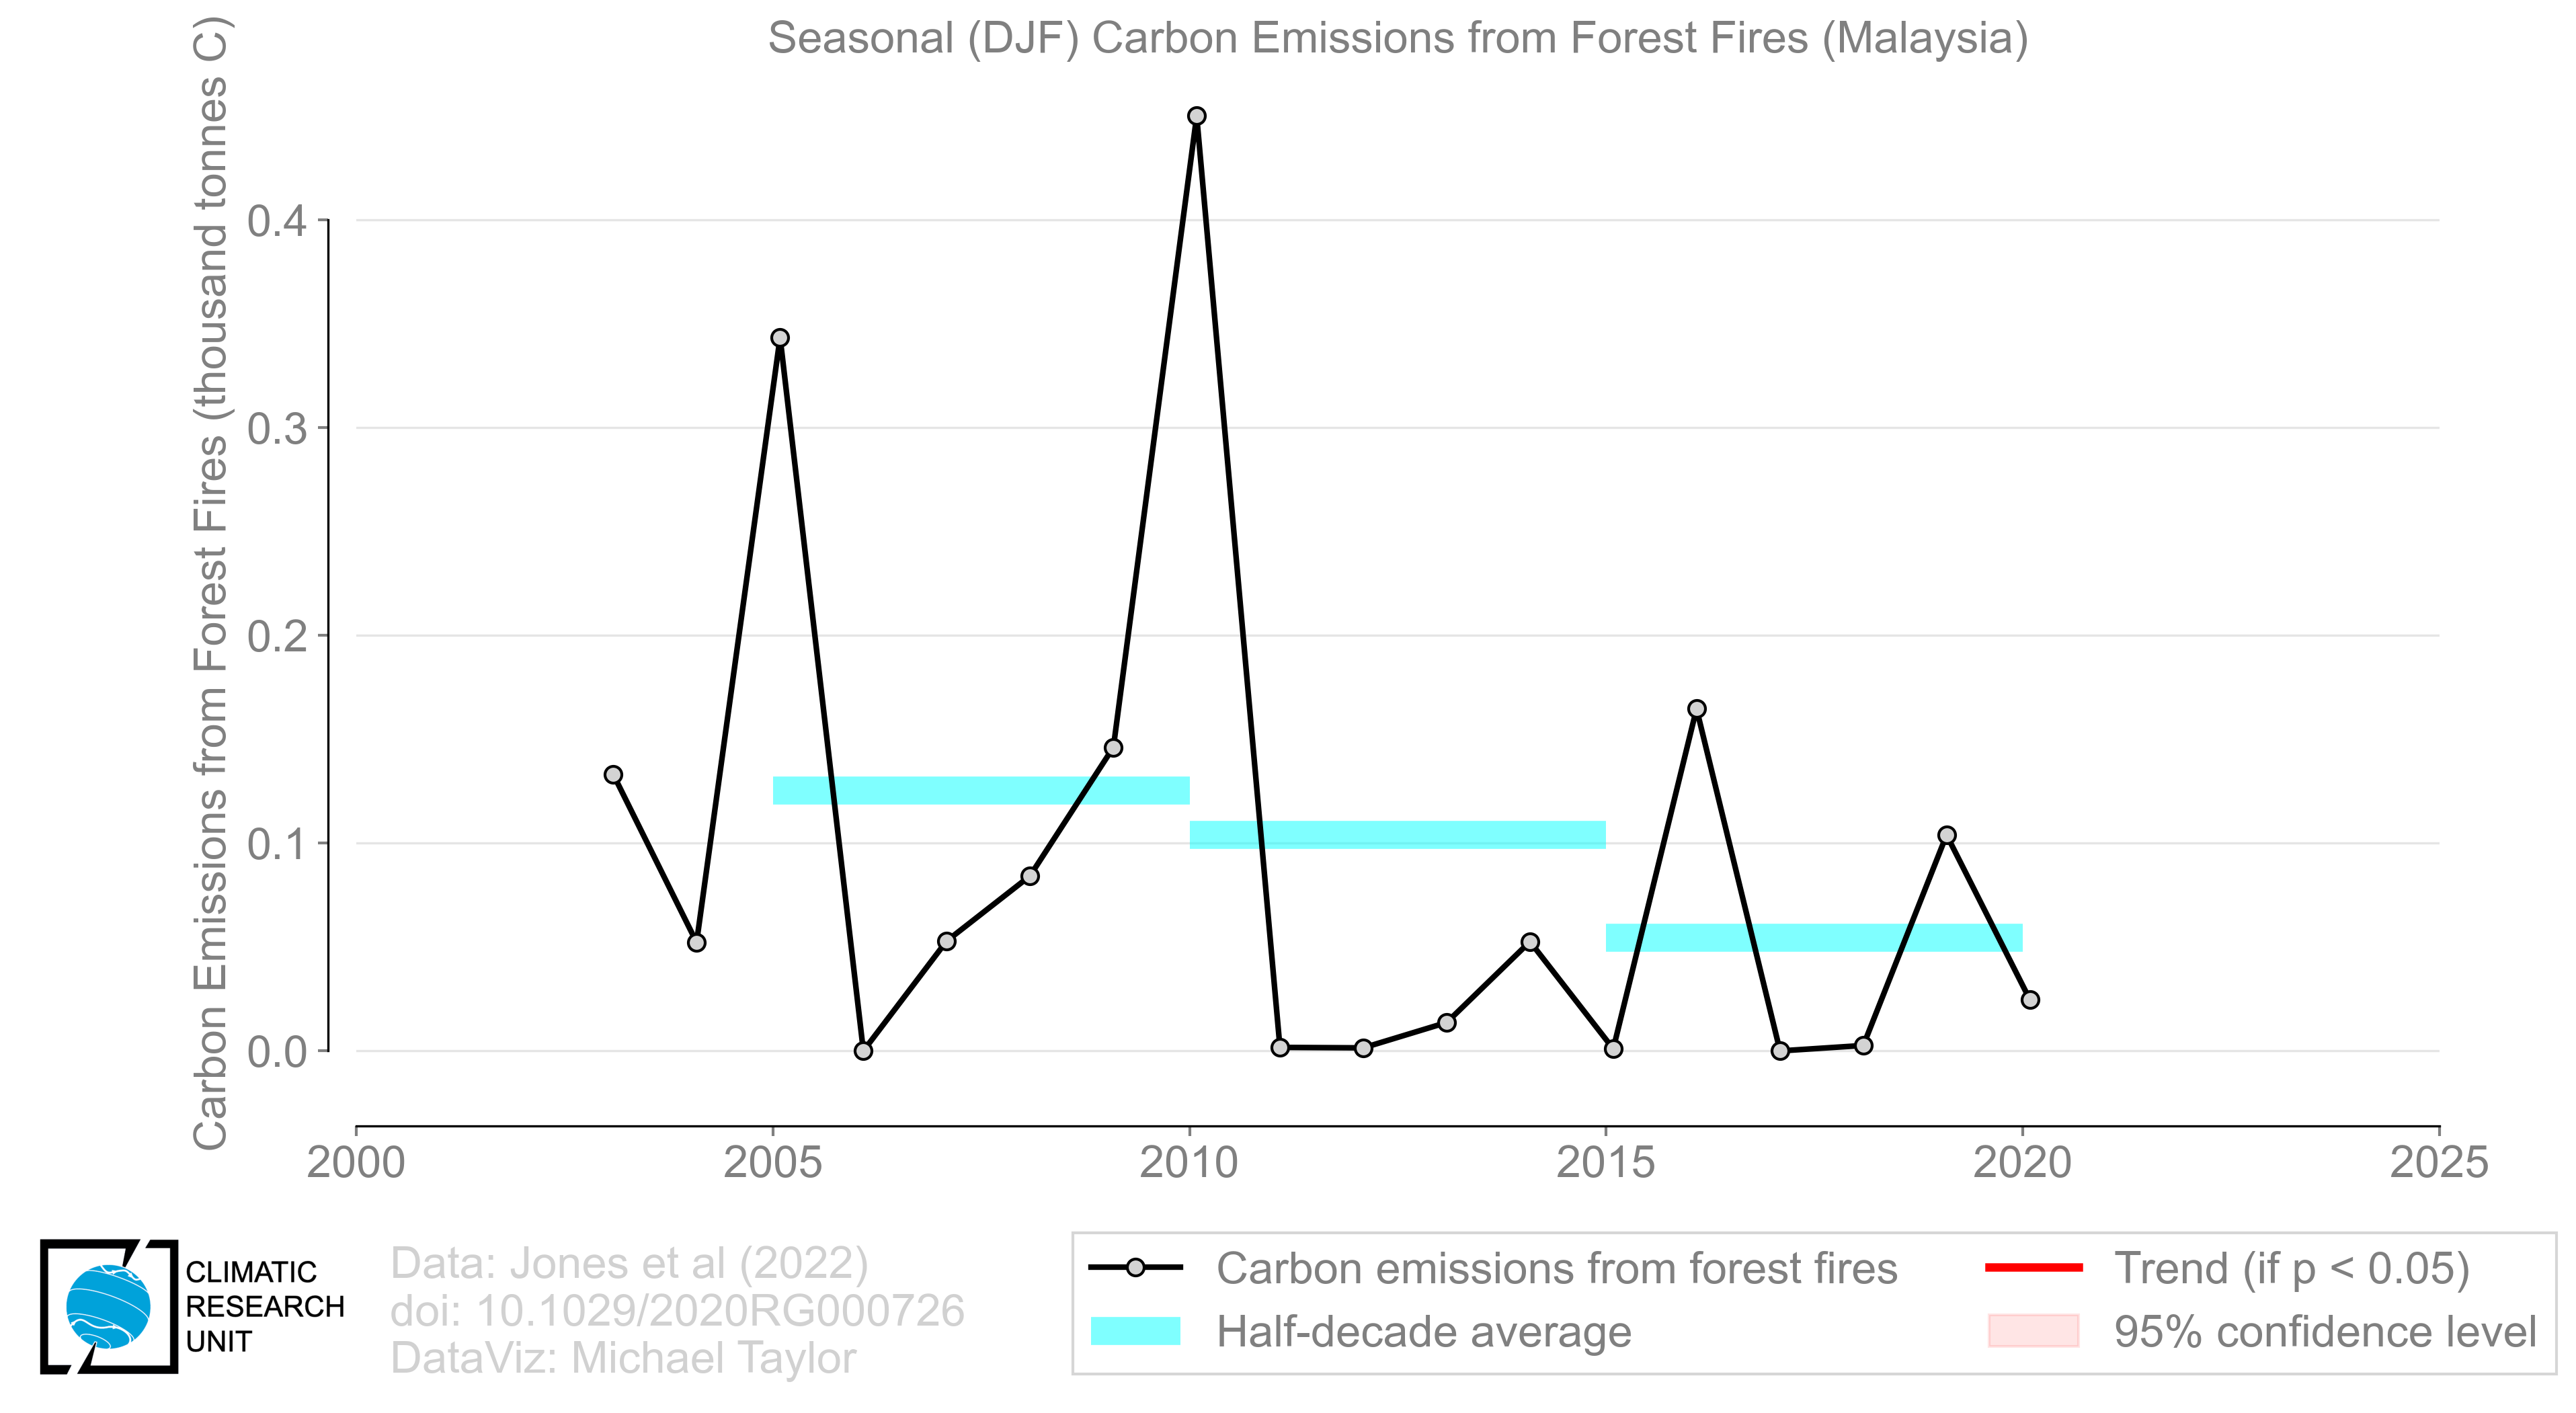 Seasonal (DJF) Carbon Emissions from Forest Fires (Malaysia)
Carbon Emissions from Forest Fires (thousand tonnes C)
0.4
0.3
0.2
0.1
0.0
2000
2005
2010
2015
2020
2025
CLIMATIC
RESEARCH
UNIT
Data: Jones et al (2022)
doi: 10.1029/2020RG000726
DataViz: Michael Taylor
Carbon emissions from forest fires
Half-decade average
Trend (if p < 0.05)
95% confidence level